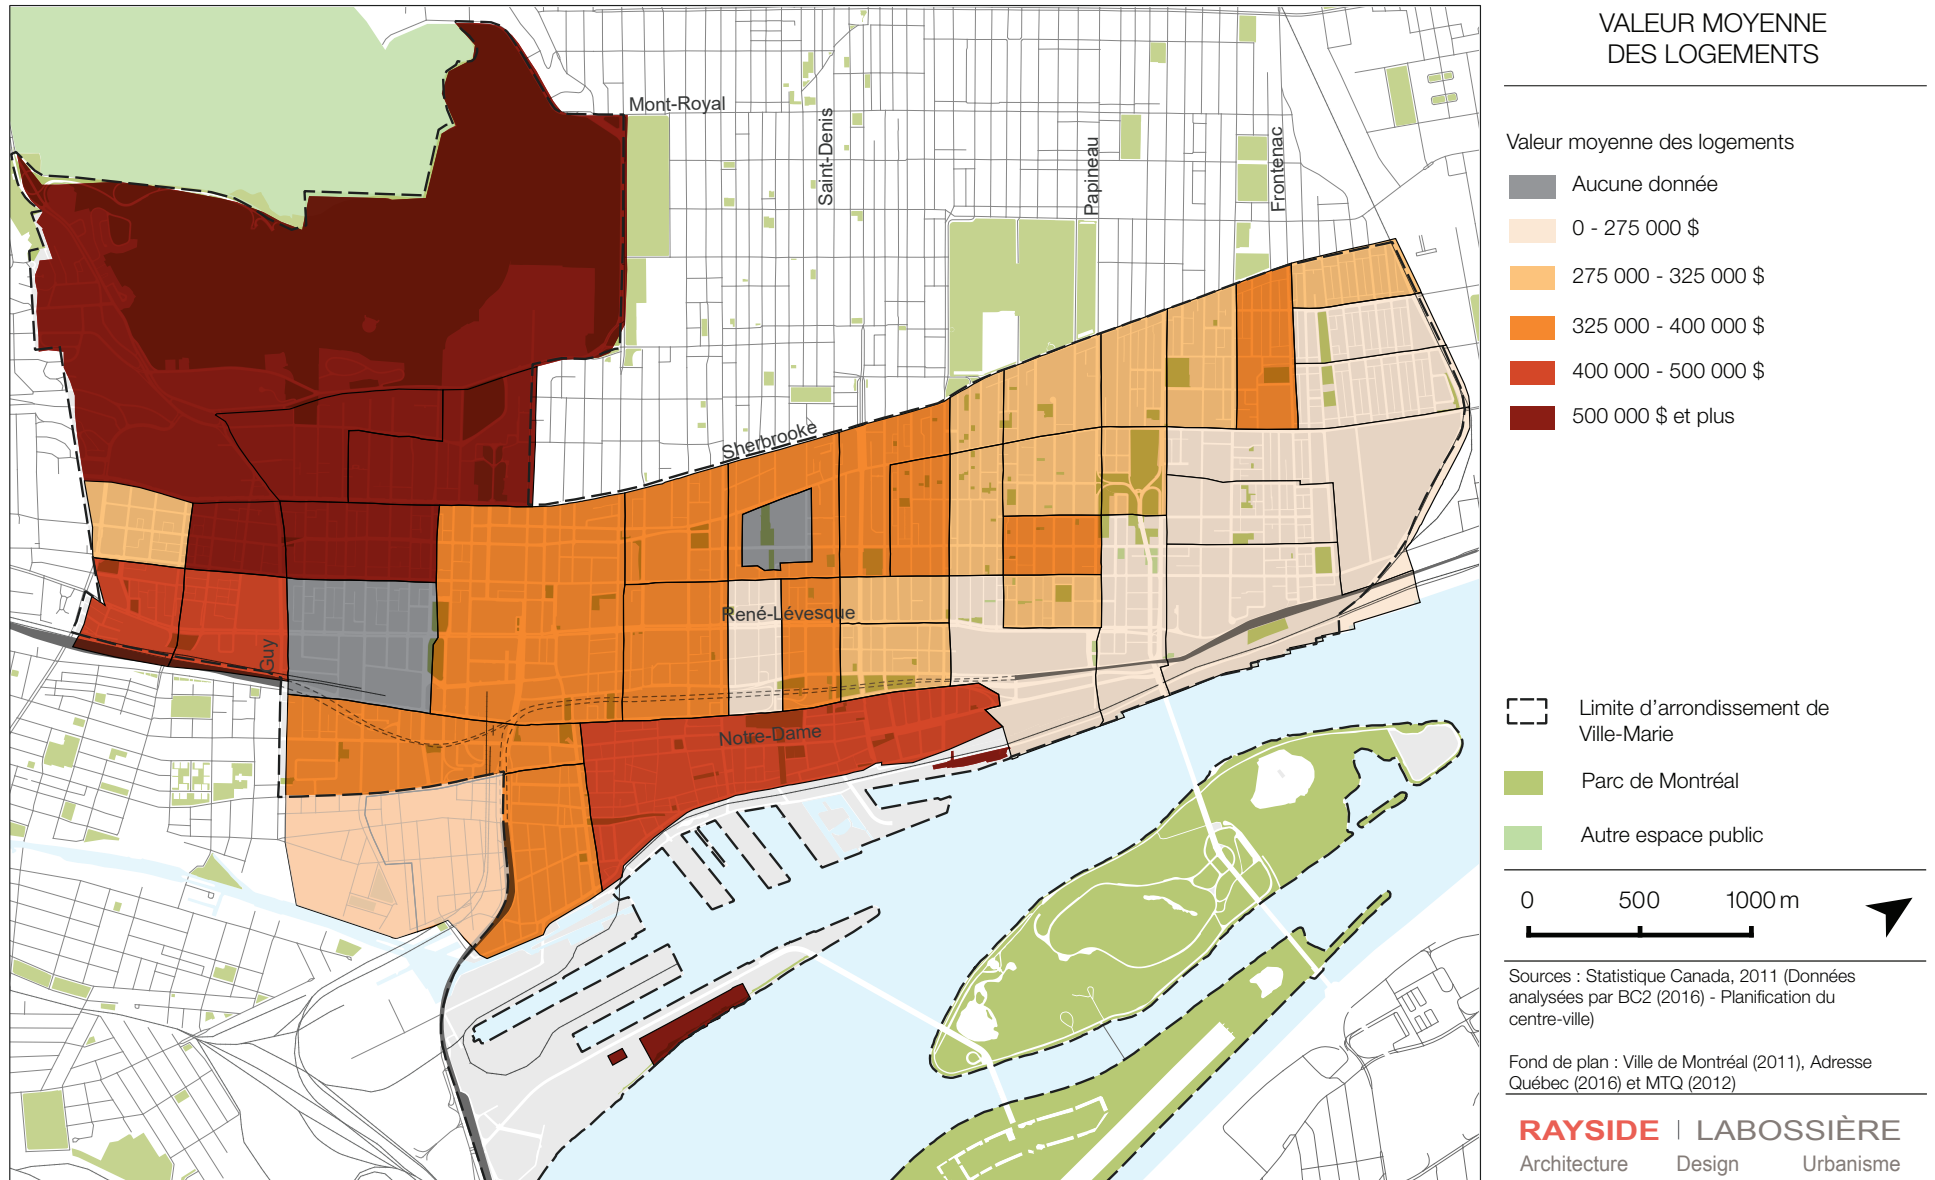 VALEUR MOYENNE
DES LOGEMENTS
Valeur moyenne des logements
Aucune donnée
0 - 275 000 $
275 000 - 325 000 $
325 000 - 400 000 $
400 000 - 500 000 $
500 000 $ et plus
Mont-Royal
Saint-Denis
Papineau
Frontenac
Sherbrooke
René-Lévesque
Guy
Notre-Dame
Limite d'arrondissement de
Ville-Marie
Parc de Montréal
Autre espace public
0 500 1000 m
Sources : Statistique Canada, 2011 (Données
analysées par BC2 (2016) - Planification du
centre-ville)
Fond de plan : Ville de Montréal (2011), Adresse
Québec (2016) et MTQ (2012)
RAYSIDE | LABOSSIÈRE
Architecture Design Urbanisme